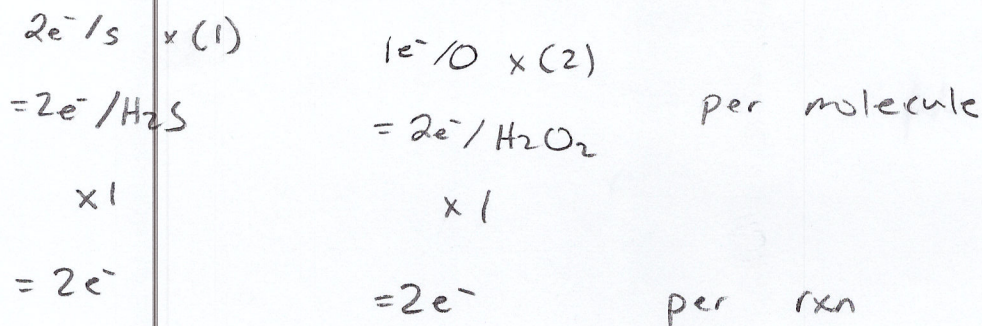 2e⁻/s x (1)
1e⁻/O x (2)
=2e⁻/H2S
= 2e⁻/H₂O₂
per molecule
x1
x 1
= 2e⁻
=2e⁻
per rxn